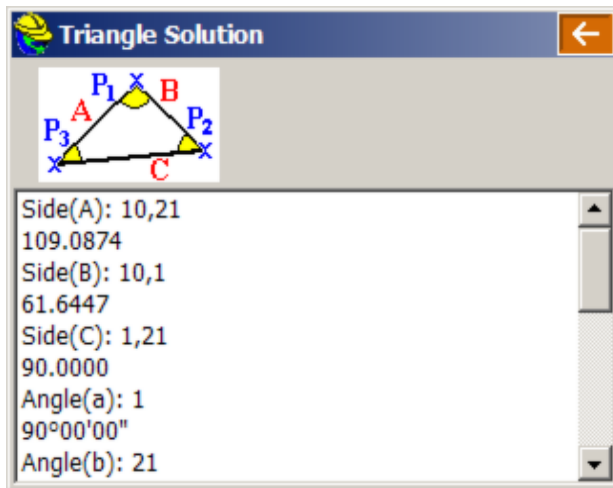 Triangle Solution
P1
B
A
P3
P2
C
Side(A): 10,21
109.0874
Side(B): 10,1
61.6447
Side(C): 1,21
90.0000
Angle(a): 1
90°00'00"
Angle(b): 21